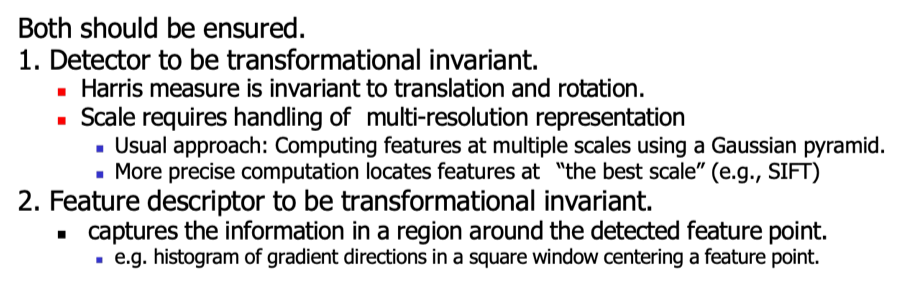 Both should be ensured.
1. Detector to be transformational invariant.
▪ Harris measure is invariant to translation and rotation.
▪ Scale requires handling of multi-resolution representation
▪ Usual approach: Computing features at multiple scales using a Gaussian pyramid.
▪ More precise computation locates features at “the best scale” (e.g., SIFT)
2. Feature descriptor to be transformational invariant.
▪ captures the information in a region around the detected feature point.
▪ e.g. histogram of gradient directions in a square window centering a feature point.